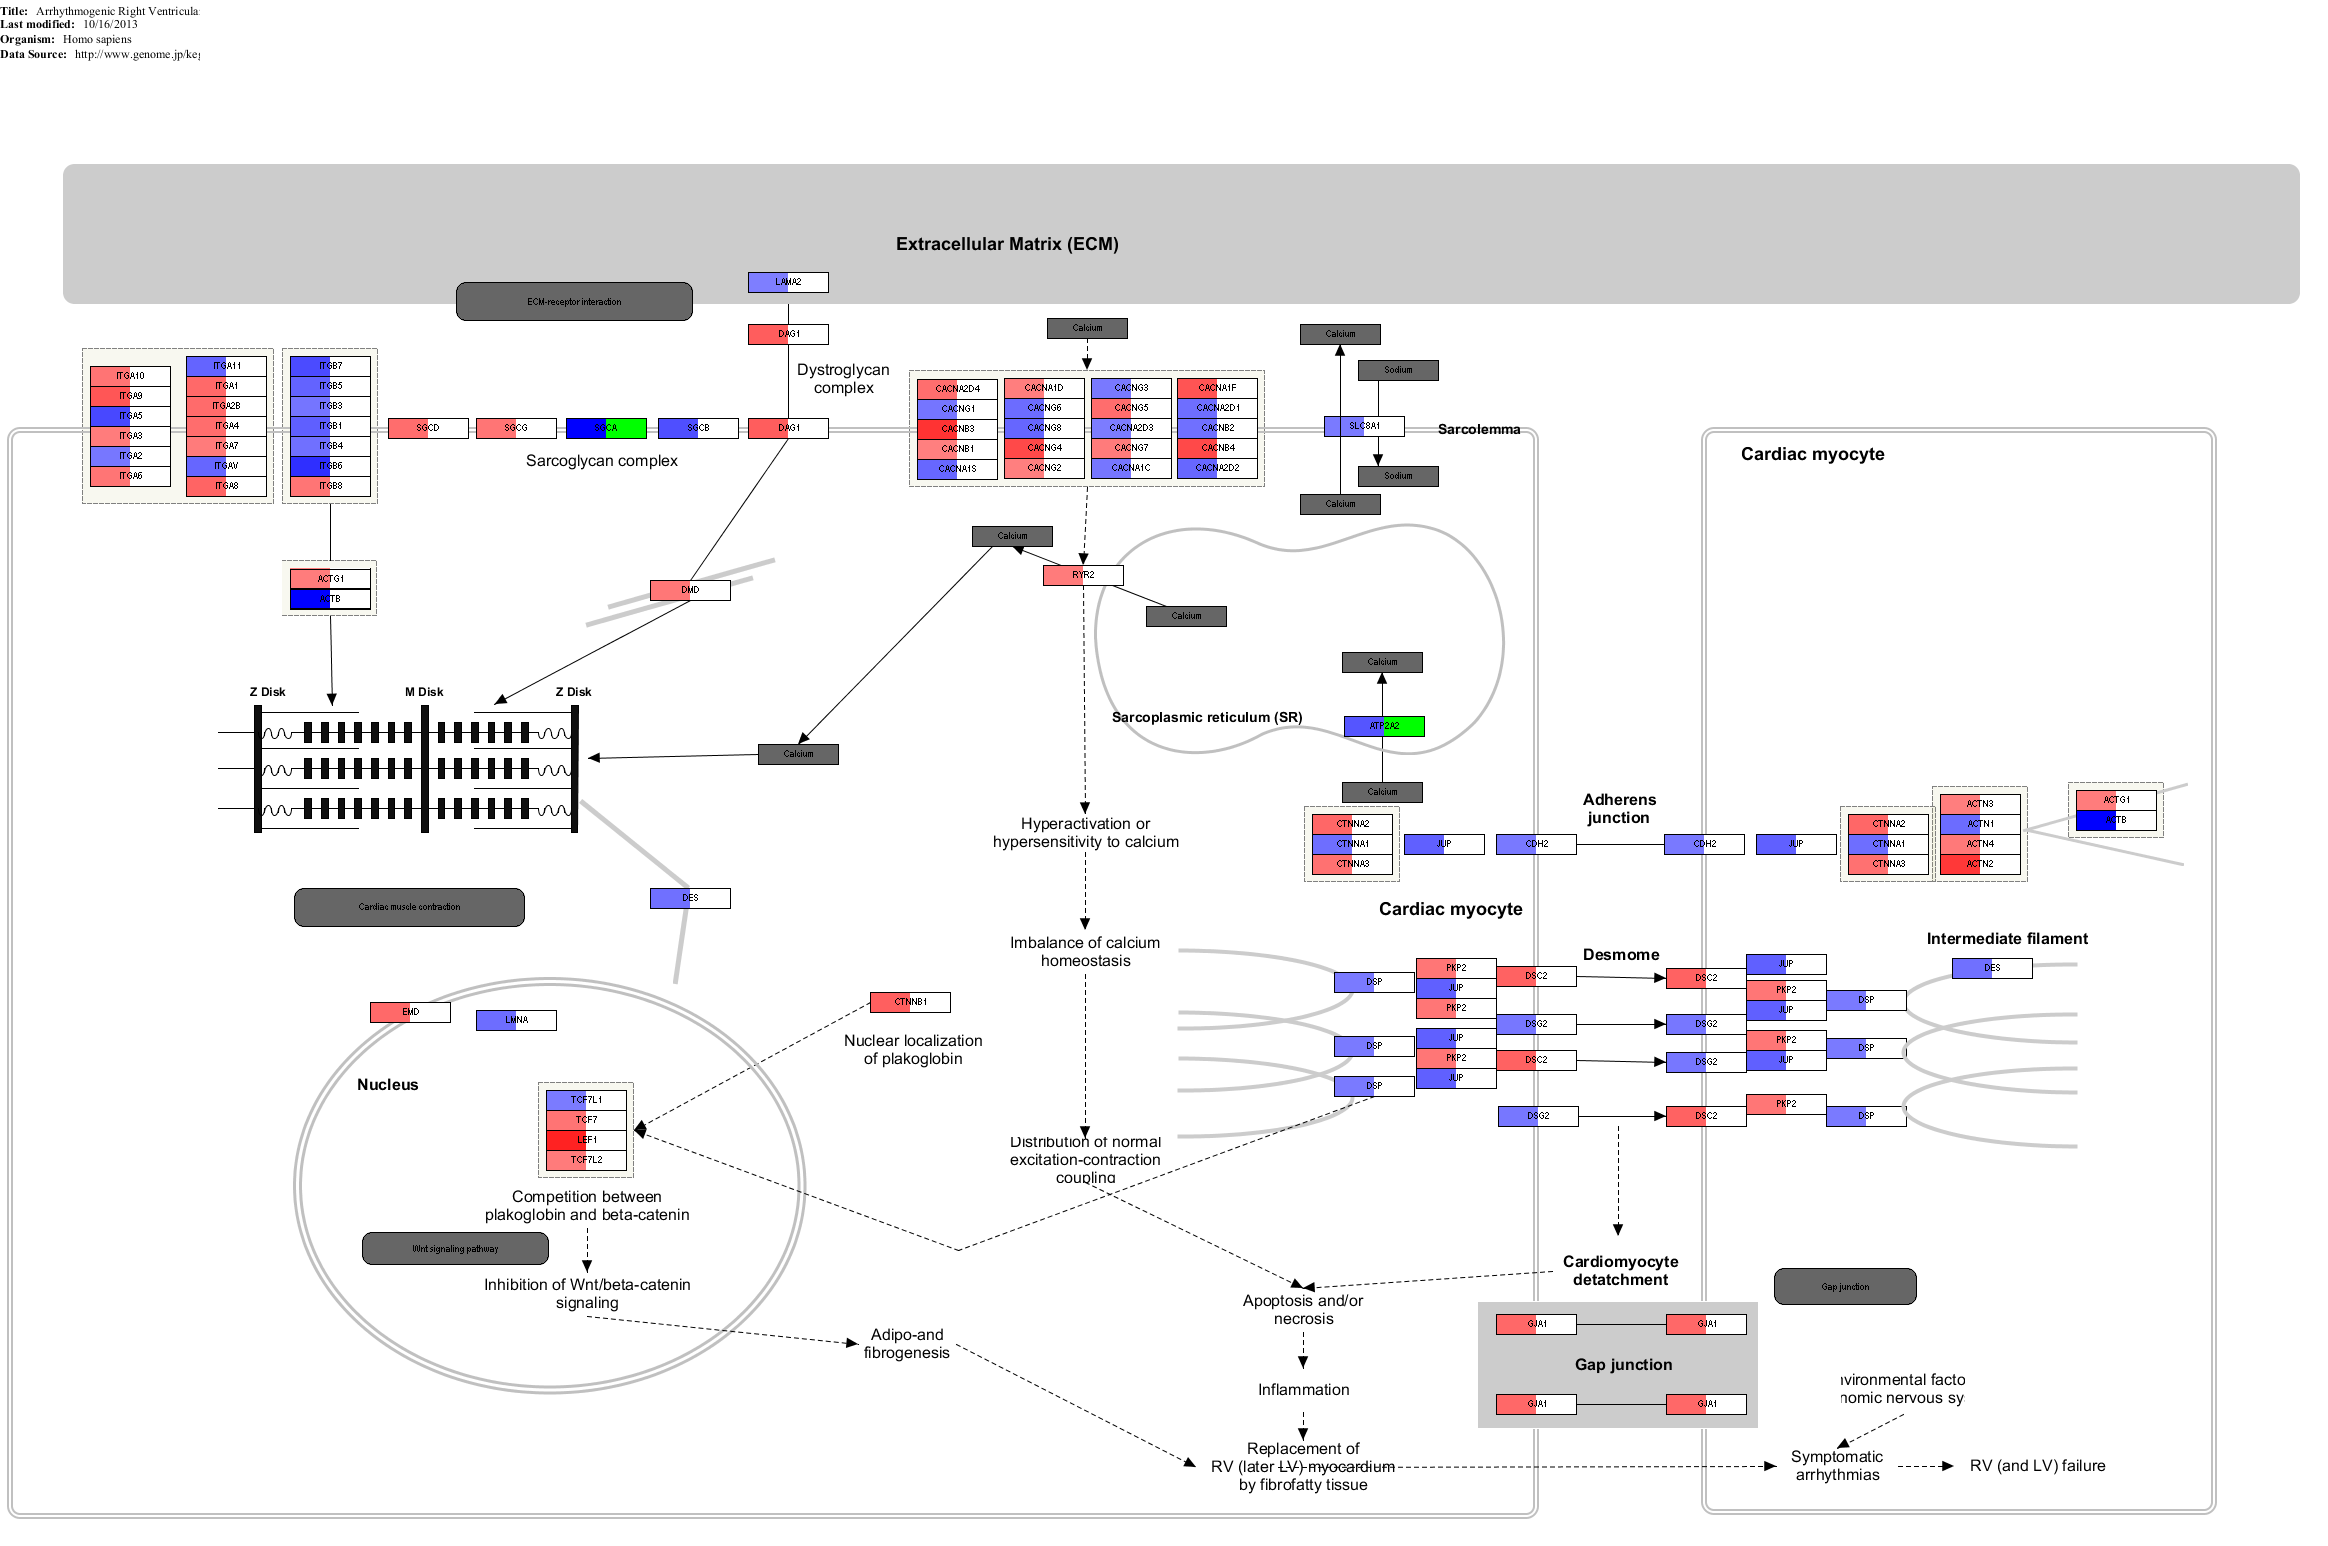 Title: Arrhythmogenic Right Ventricula
Last modified: 10/16/2013
Organism: Homo sapiens
Data Source: http://www.genome.jp/keg
Extracellular Matrix (ECM)
LAMA2
ECM-receptor interaction
DAG1
Calcium
Calcium
Sodium
Dystroglycan
complex
ITGA10
ITGA9
ITGA5
ITGA3
ITGA2
ITGA6
ITGA11
ITGA1
ITGA2B
ITGA4
ITGA7
ITGAV
ITGA8
ITGB7
ITGB5
ITGB3
ITGB1
ITGB4
ITGB6
ITGB8
SGCD
SGCG
SGCA
SGCB
DAG1
Sarcoglycan complex
CACNA2D4
CACNG1
CACNB3
CACNB1
CACNA1S
CACNA1D
CACNG6
CACNG8
CACNG4
CACNG2
CACNG3
CACNG5
CACNA2D3
CACNG7
CACNA1C
CACNA1F
CACNA2D1
CACNB2
CACNB4
CACNA2D2
SLC8A1
Sarcolemma
Sodium
Calcium
Cardiac myocyte
Calcium
RYR2
Calcium
ACTG1
ACTB
DMD
Calcium
Sarcoplasmic reticulum (SR)
ATP2A2
Calcium
Z Disk
M Disk
Z Disk
Calcium
Hyperactivation or
hypersensitivity to calcium
Adherens
junction
CTNNA2
CTNNA1
CTNNA3
JUP
CDH2
CDH2
JUP
CTNNA2
CTNNA1
CTNNA3
ACTN3
ACTN1
ACTN4
ACTN2
ACTG1
ACTB
Cardiac muscle contraction
DES
Cardiac myocyte
Imbalance of calcium
homeostasis
Desmome
Intermediate filament
DES
DSP
PKP2
JUP
PKP2
DSC2
DSC2
JUP
PKP2
JUP
DSP
DSG2
DSG2
DSP
JUP
PKP2
JUP
DSC2
DSG2
PKP2
JUP
DSP
DSP
DSG2
DSC2
PKP2
DSP
EMD
LMNA
CTNNB1
Nuclear localization
of plakoglobin
Nucleus
TCF7L1
TCF7
LEF1
TCF7L2
Distribution of normal
excitation-contraction
coupling
Competition between
plakoglobin and beta-catenin
Wnt signaling pathway
Inhibition of Wnt/beta-catenin
signaling
Cardiomyocyte
detatchment
Gap junction
Apoptosis and/or
necrosis
Adipo-and
fibrogenesis
GJA1
GJA1
Gap junction
GJA1
GJA1
Inflammation
nvironmental facto
nomic nervous sy
Replacement of
RV (later LV) myocardium
by fibrofatty tissue
Symptomatic
arrhythmias
RV (and LV) failure